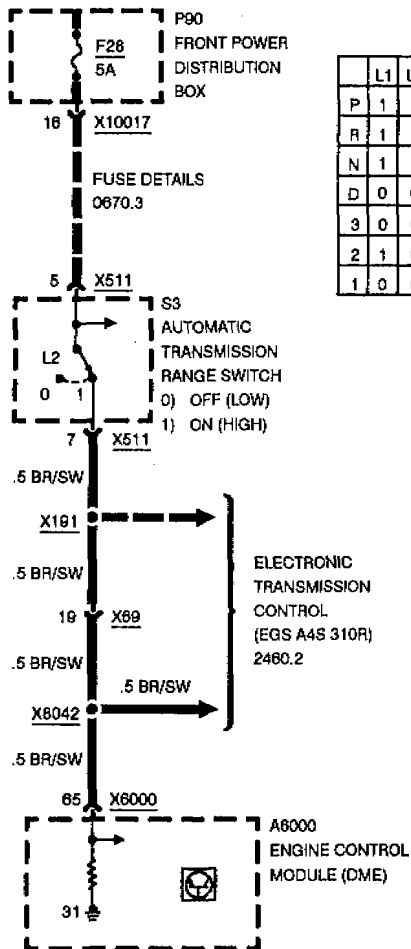 P90
FRONT POWER
DISTRIBUTION
BOX
F28
5A
16 X10017
FUSE DETAILS
0670.3
5 X511
S3
AUTOMATIC
TRANSMISSION
RANGE SWITCH
0) OFF (LOW)
1) ON (HIGH)
L2
0 1
7 X511
.5 BR/SW
X181
.5 BR/SW
19 X69
.5 BR/SW
X8042
.5 BR/SW
.5 BR/SW
ELECTRONIC
TRANSMISSION
CONTROL
(EGS A4S 310R)
2460.2
65 X6000
A6000
ENGINE CONTROL
MODULE (DME)
31
L1
P 1
R 1
N 1
D 0
3 0
2 1
1 0